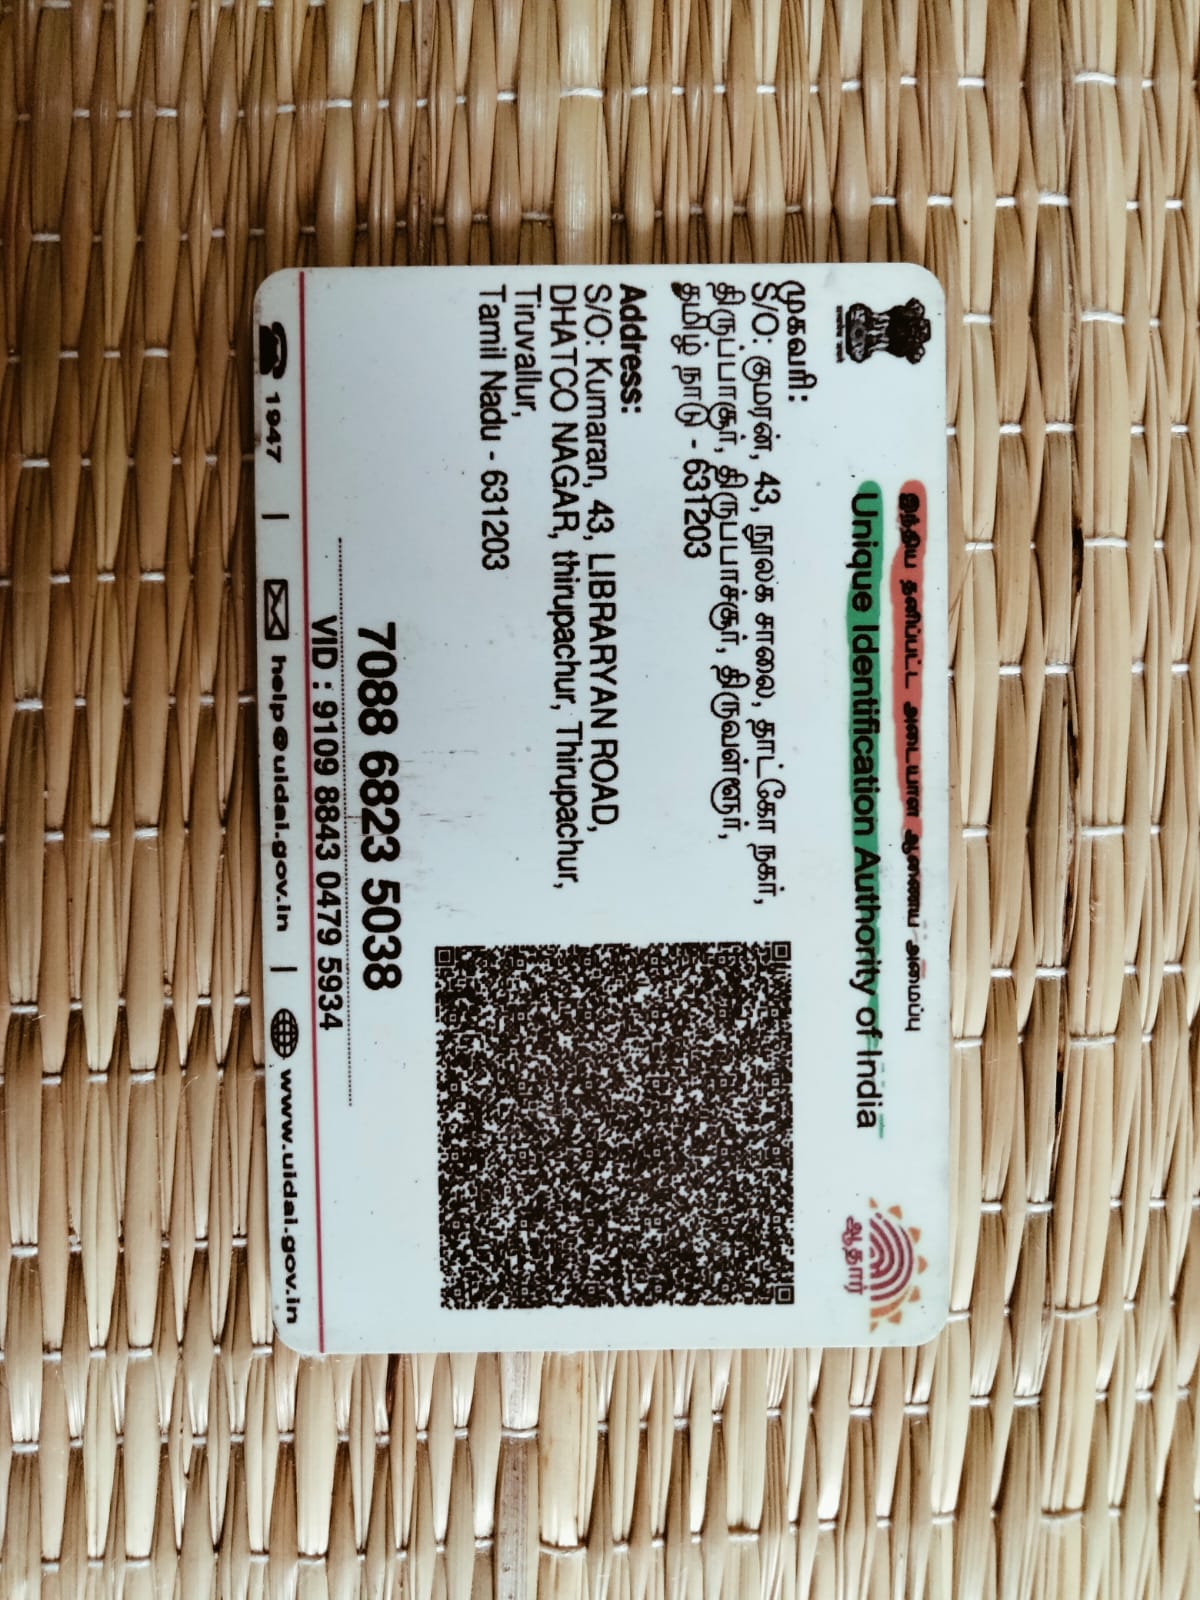 இந்திய தனிப்பட்ட அடையாள ஆணைய அமைப்பு
Unique Identification Authority of India
ஆதார்
முகவரி:
S/O: குமரன், 43, நூலக சாலை, தாட்கோ நகர்,
திருப்பாசூர், திருபபாச்சூர், திருவள்ளூர்,
தமிழ் நாடு - 631203
Address:
S/O: Kumaran, 43, LIBRARYAN ROAD,
DHATCO NAGAR, thirupachur, Thirupachur,
Tiruvallur,
Tamil Nadu - 631203
7088 6823 5038
VID : 9109 8843 0479 5934
1947 | help@uidai.gov.in | www.uidai.gov.in